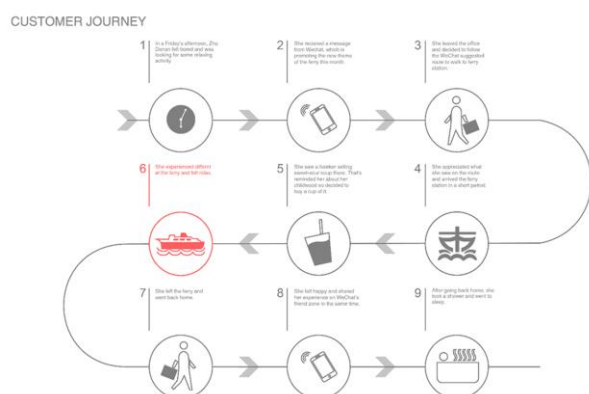 CUSTOMER JOURNEY
1
In a Friday's afternoon, Zhu
felt bored and was
looking for some relaxing
activity.
2
She received a message
from Wechat, which is
promoting the new theme
of the ferry this month.
3
She leaved the office
and decided to follow
the WeChat suggested
route to walk to ferry
station.
6
She experienced
at the ferry and felt relax.
5
She saw a hawker selling
sweet-sour soup there. That's
reminded her about her
childhood so decided to
buy a cup of it.
4
She appreciated what
she saw on the route
and arrived the ferry
station in a short period.
7
She left the ferry and
went back home.
8
She felt happy and shared
her experience on WeChat's
friend zone in the same time.
9
After going back home, she
took a shower and went to
sleep.